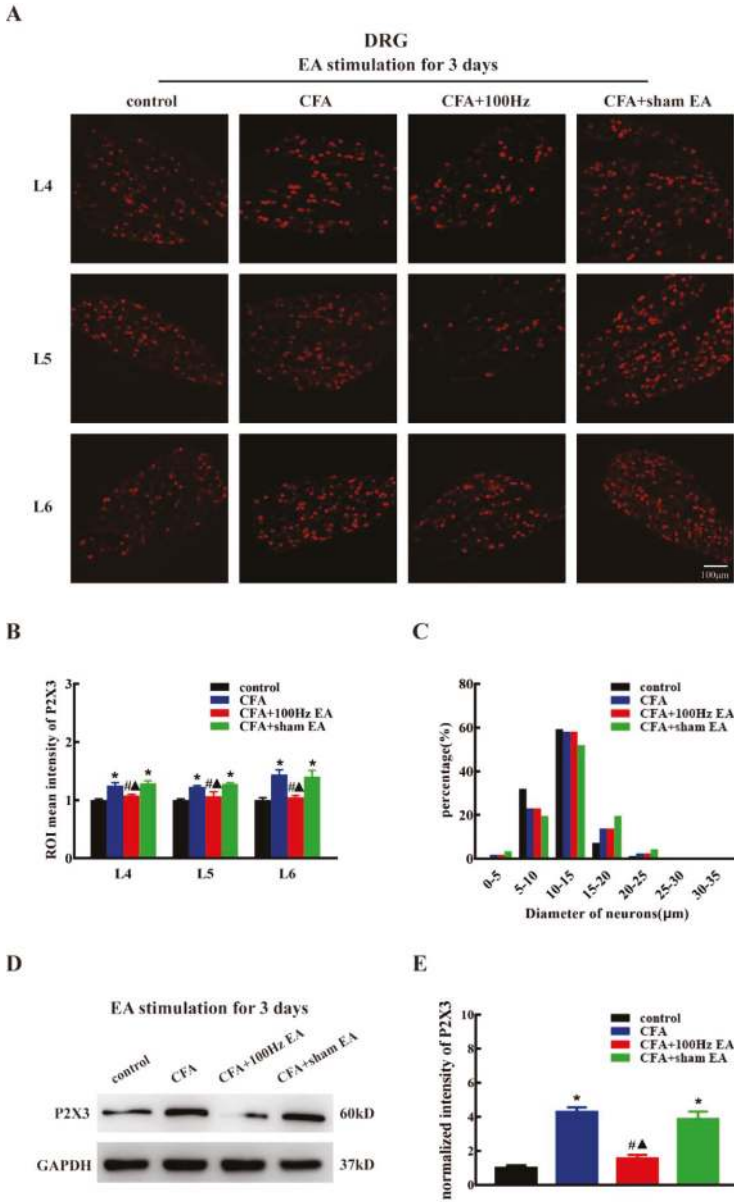 A
DRG
EA stimulation for 3 days
control CFA CFA+100Hz CFA+sham EA
L4
L5
L6
100μm
B
ROI mean intensity of P2X3
3
2
1
0
control
CFA
CFA+100Hz EA
CFA+sham EA
* #▲ * * #▲ * * #▲ *
L4 L5 L6
C
percentage(%)
80
60
40
20
0
control
CFA
CFA+100Hz EA
CFA+sham EA
0-5 5-10 10-15 15-20 20-25 25-30 30-35
Diameter of neurons(μm)
D
EA stimulation for 3 days
control CFA CFA+100Hz EA CFA+sham EA
P2X3 60kD
GAPDH 37kD
E
normalized intensity of P2X3
10
8
6
4
2
0
control
CFA
CFA+100Hz EA
CFA+sham EA
* #▲ *